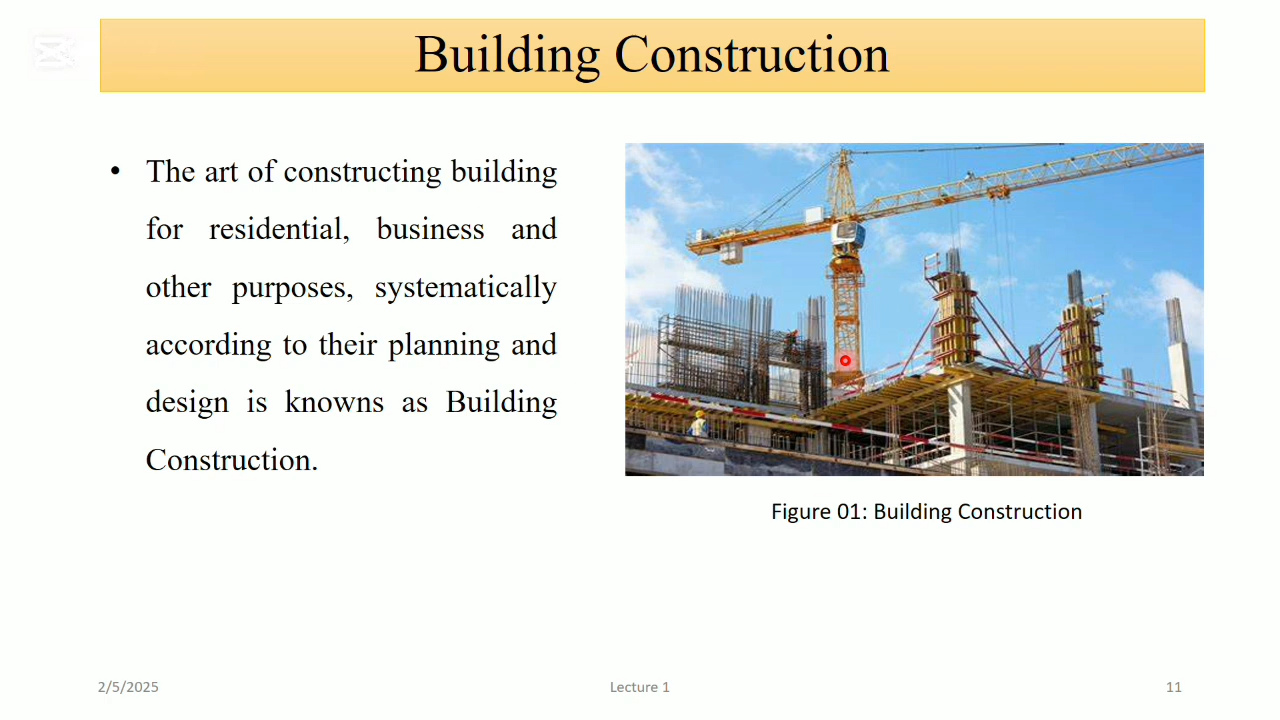 Building Construction
• The art of constructing building
for residential, business and
other purposes, systematically
according to their planning and
design is knowns as Building
Construction.
Figure 01: Building Construction
2/5/2025
Lecture 1
11